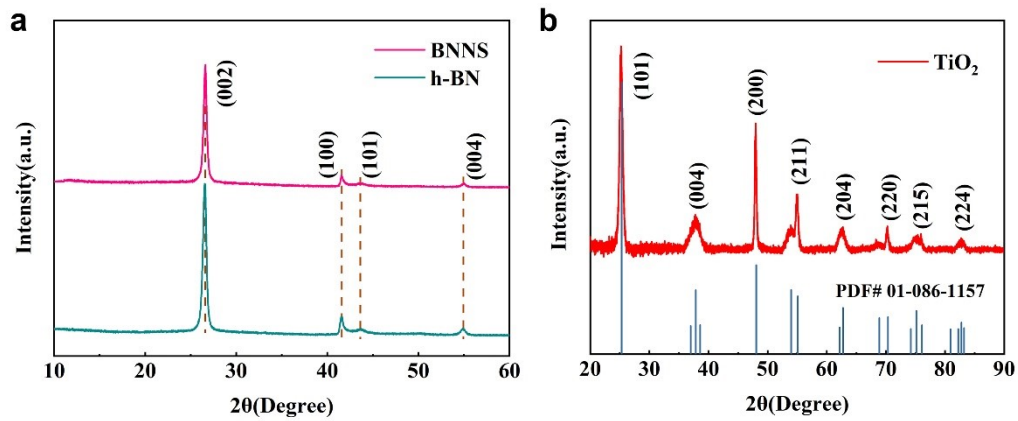 a
BNNS
h-BN
(002)
(100)
(101)
(004)
Intensity(a.u.)
10
20
30
40
50
60
2θ(Degree)
b
TiO₂
(101)
(004)
(200)
(211)
(204)
(220)
(215)
(224)
PDF# 01-086-1157
Intensity(a.u.)
20
30
40
50
60
70
80
90
2θ(Degree)